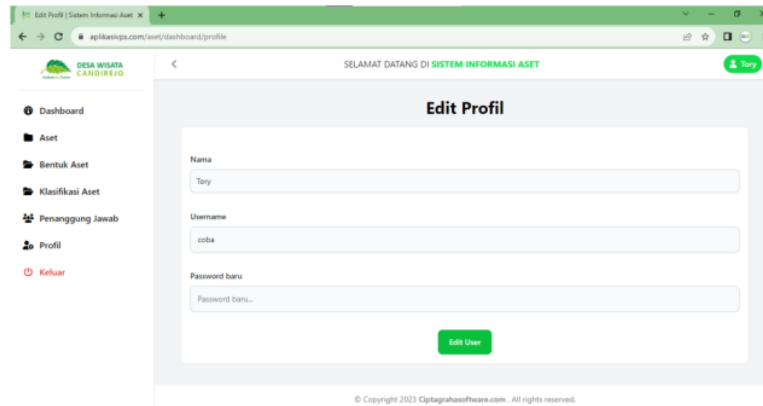 Edit Profil | Sistem Informasi Aset
aplikasivps.com/aset/dashboard/profile
DESA WISATA
CANDIREJO
SELAMAT DATANG DI SISTEM INFORMASI ASET
Tory
Dashboard
Aset
Bentuk Aset
Klasifikasi Aset
Penanggung Jawab
Profil
Keluar
Edit Profil
Nama
Tory
Username
coba
Password baru
Password baru...
Edit User
© Copyright 2023 Ciptagrahasoftware.com . All rights reserved.